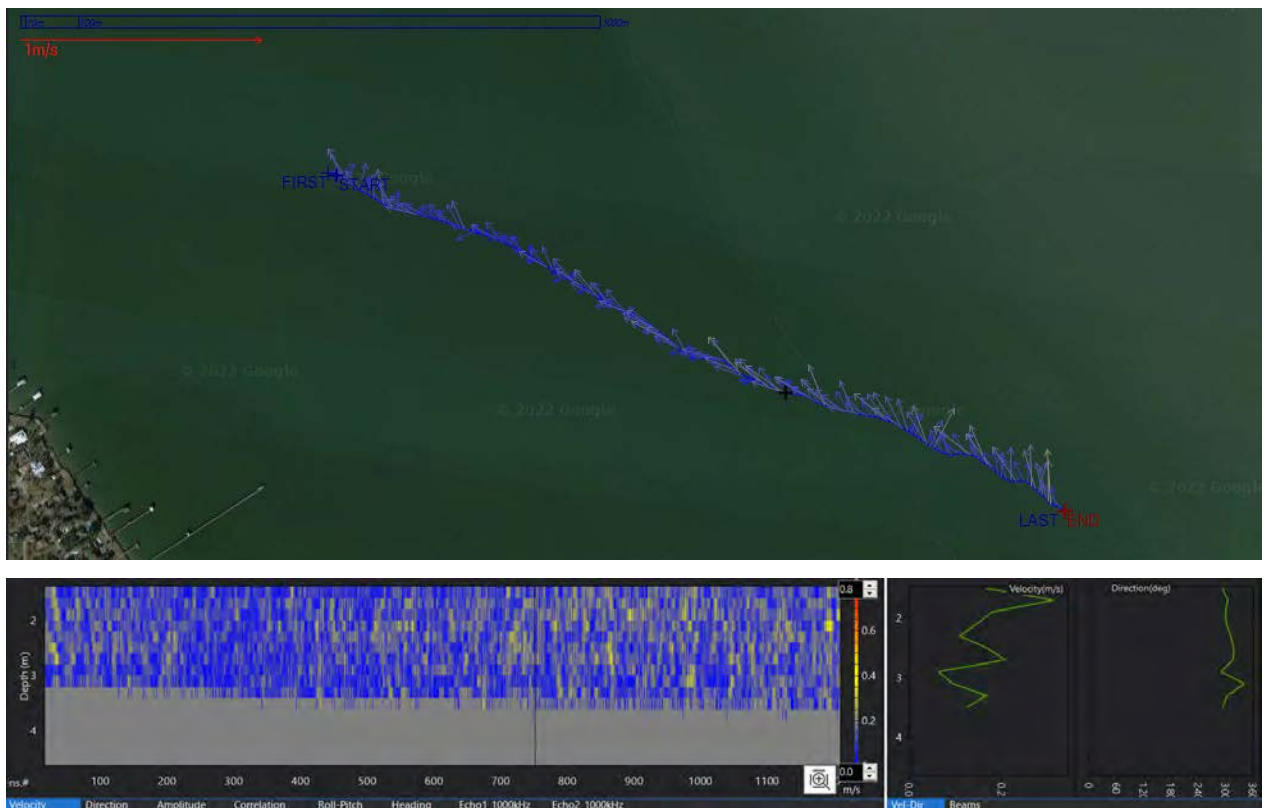 1000m
1m/s
FIRST START
© 2022 Google
© 2022 Google
© 2022 Google
© 2022 Google
LAST END
Depth (m)
2
3
4
0.8
0.6
0.4
0.2
0.0
m/s
ns.# 100 200 300 400 500 600 700 800 900 1000 1100
Velocity Direction Amplitude Correlation Roll-Pitch Heading Echo1 1000kHz Echo2 1000kHz
Velocity(m/s) Direction(deg)
2
3
4
0.0 0.2 0 60 120 180 240 300 360
Vel-Dir Beams